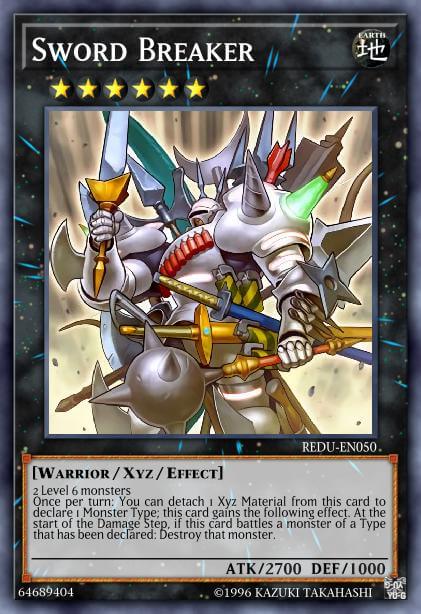 Sword Breaker
EARTH
地
REDU-EN050
[Warrior / Xyz / Effect]
2 Level 6 monsters
Once per turn: You can detach 1 Xyz Material from this card to
declare 1 Monster Type; this card gains the following effect. At the
start of the Damage Step, if this card battles a monster of a Type
that has been declared: Destroy that monster.
ATK/2700 DEF/1000
64689404
©1996 KAZUKI TAKAHASHI